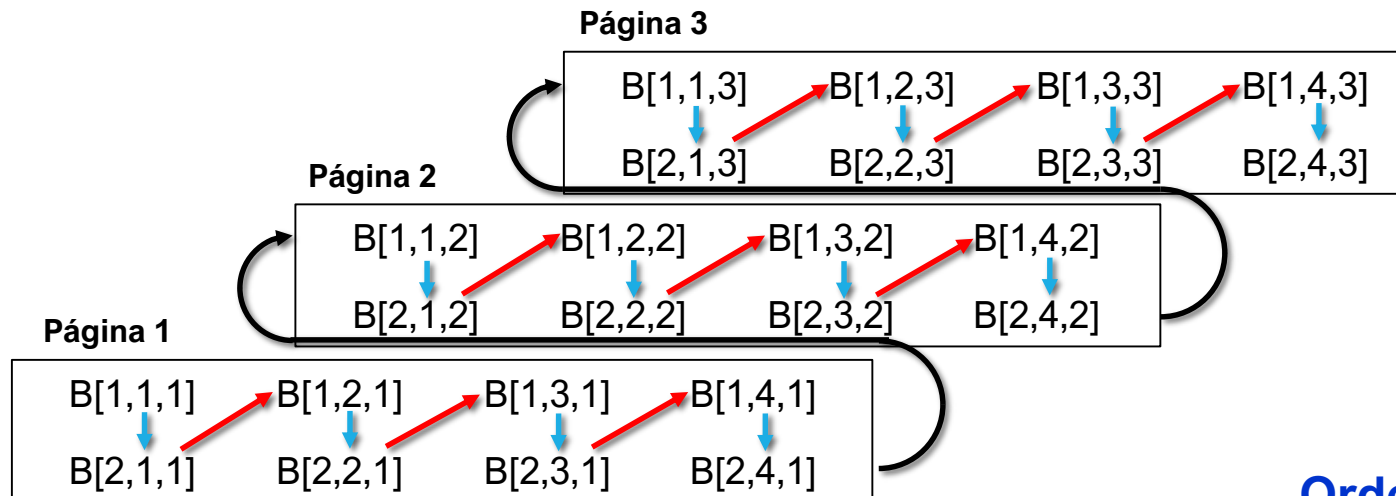 Página 3
B[1,1,3] B[1,2,3] B[1,3,3] B[1,4,3]
B[2,1,3] B[2,2,3] B[2,3,3] B[2,4,3]
Página 2
B[1,1,2] B[1,2,2] B[1,3,2] B[1,4,2]
B[2,1,2] B[2,2,2] B[2,3,2] B[2,4,2]
Página 1
B[1,1,1] B[1,2,1] B[1,3,1] B[1,4,1]
B[2,1,1] B[2,2,1] B[2,3,1] B[2,4,1]